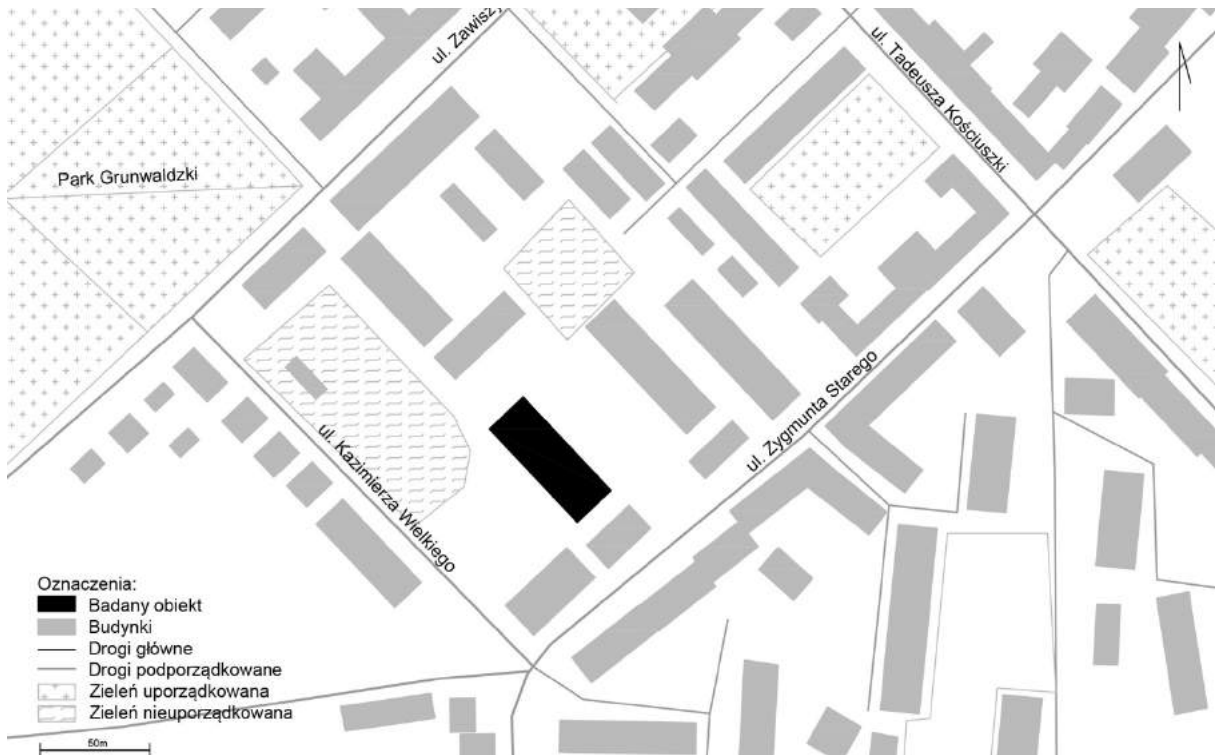 ul. Zawiszy
ul. Tadeusza Kościuszki
Park Grunwaldzki
ul. Zygmunta Starego
ul. Kazimierza Wielkiego
Oznaczenia:
Badany obiekt
Budynki
Drogi główne
Drogi podporządkowane
Zieleń uporządkowana
Zieleń nieuporządkowana
50m